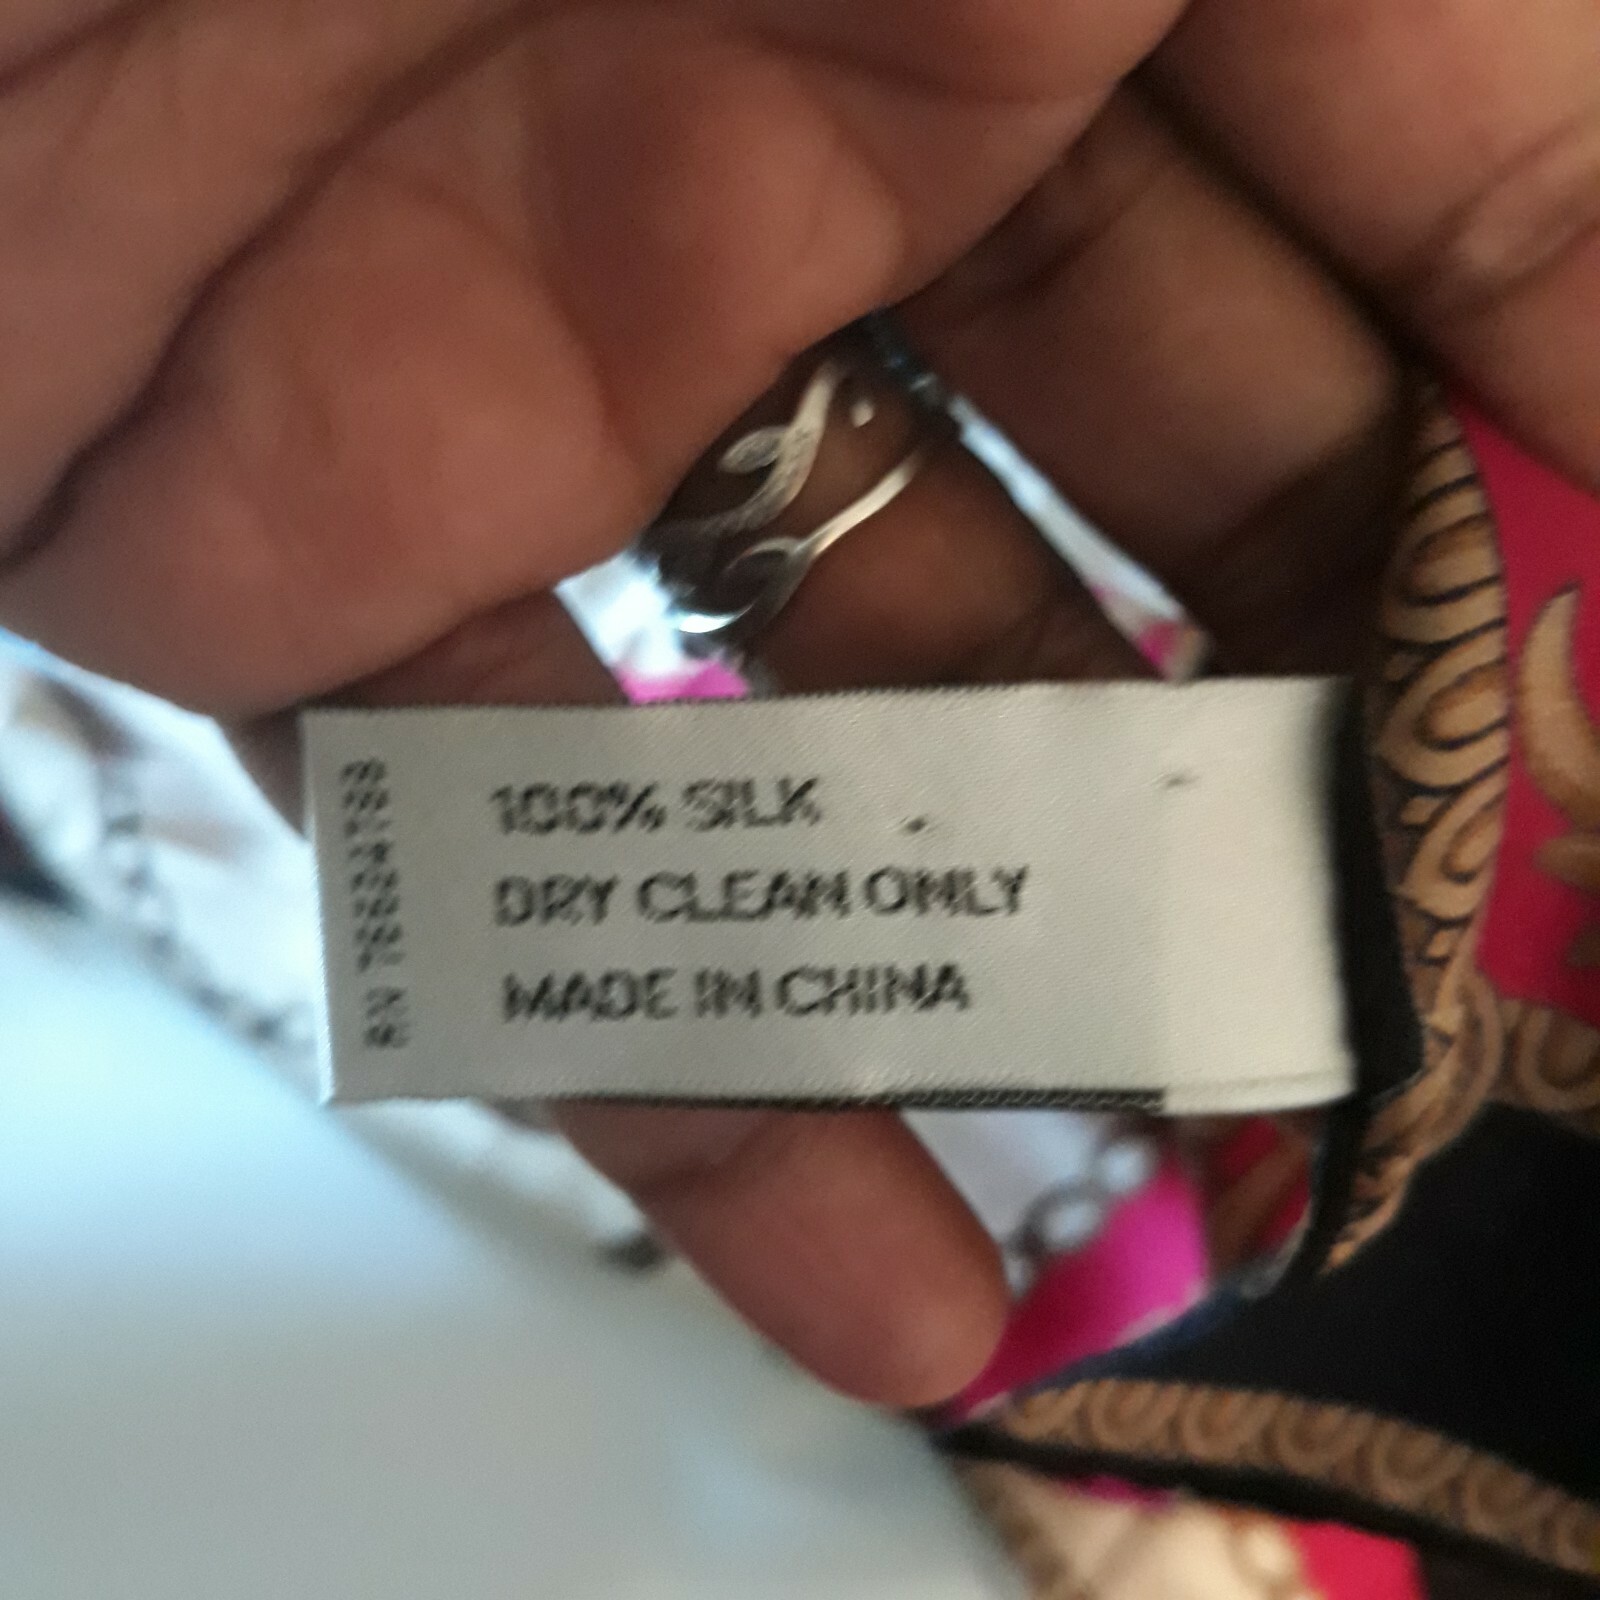 100% SILK
DRY CLEAN ONLY
MADE IN CHINA